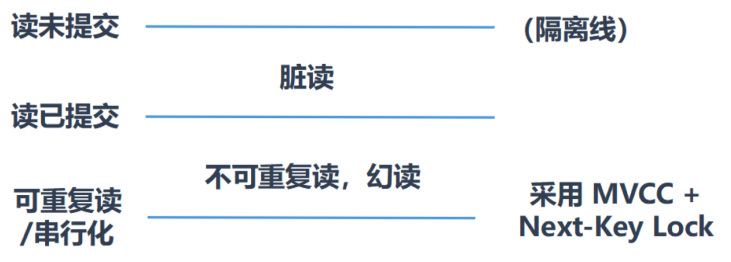 读未提交
（隔离线）
脏读
读已提交
不可重复读，幻读
可重复读
/串行化
采用 MVCC +
Next-Key Lock